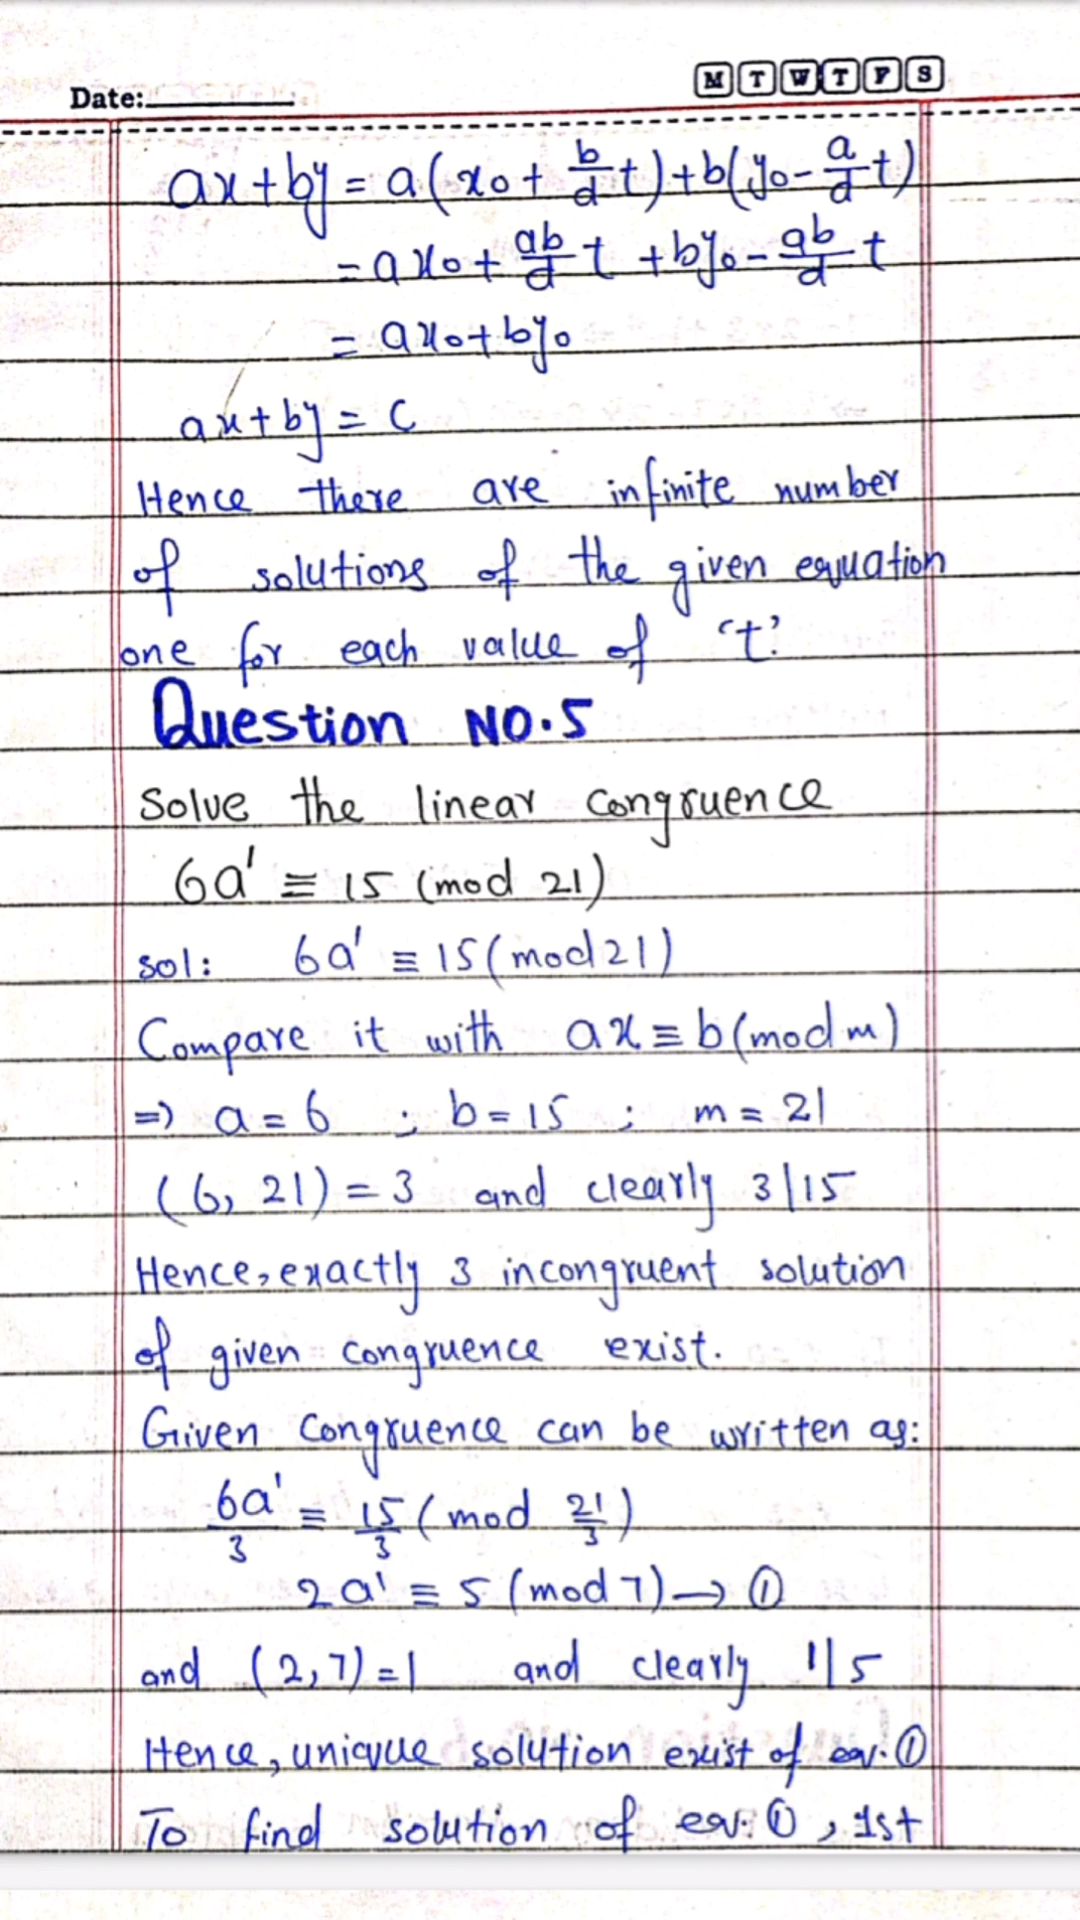 Date:
M T W T F S
ax+by = a(x₀ + b/d t) + b(y₀ - a/d t)
= ax₀ + ab/d t + by₀ - ab/d t
= ax₀ + by₀
ax+by = c
Hence there are infinite number
of solutions of the given equation
one for each value of 't'.
Question NO.5
Solve the linear congruence
6a' ≡ 15 (mod 21)
sol: 6a' ≡ 15(mod 21)
Compare it with ax ≡ b(mod m)
=> a = 6 ; b = 15 ; m = 21
(6, 21) = 3 and clearly 3|15
Hence, exactly 3 incongruent solution
of given congruence exist.
Given Congruence can be written as:
6a'/3 ≡ 15/3 (mod 21/3)
2a' ≡ 5 (mod 7) → ①
and (2,7)=1 and clearly 1|5
Hence, unique solution exist of eq. ①
To find solution of eq. ①, 1st